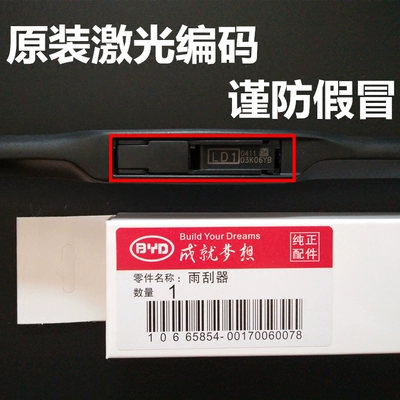 原装激光编码
谨防假冒
LD1
0411
03K06YB
BYD
Build Your Dreams
成就梦想
纯正
配件
零件名称：雨刮器
数量 1
1 0 6 65854-00170060078